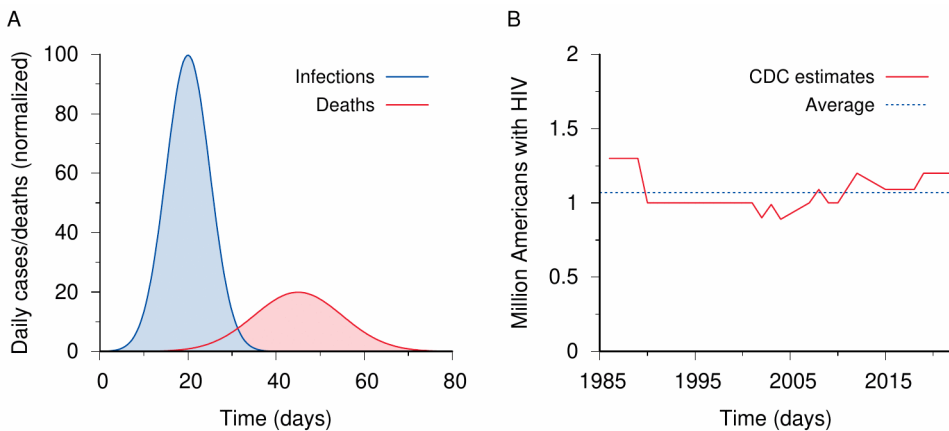 A
Daily cases/deaths (normalized)
100
80
60
40
20
0
Infections
Deaths
0 20 40 60 80
Time (days)
B
Million Americans with HIV
2
1.5
1
0.5
0
CDC estimates
Average
1985 1995 2005 2015
Time (days)